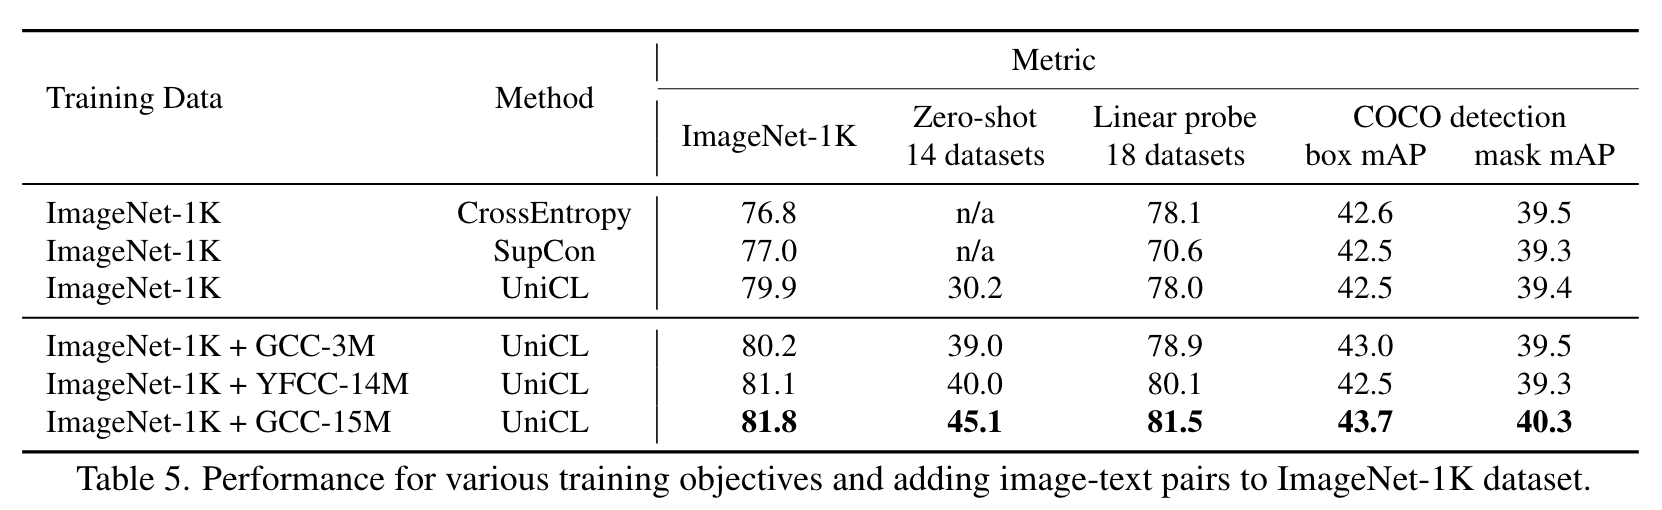 Metric
Training Data Method
ImageNet-1K Zero-shot 14 datasets Linear probe 18 datasets COCO detection box mAP mask mAP
ImageNet-1K CrossEntropy 76.8 n/a 78.1 42.6 39.5
ImageNet-1K SupCon 77.0 n/a 70.6 42.5 39.3
ImageNet-1K UniCL 79.9 30.2 78.0 42.5 39.4
ImageNet-1K + GCC-3M UniCL 80.2 39.0 78.9 43.0 39.5
ImageNet-1K + YFCC-14M UniCL 81.1 40.0 80.1 42.5 39.3
ImageNet-1K + GCC-15M UniCL 81.8 45.1 81.5 43.7 40.3
Table 5. Performance for various training objectives and adding image-text pairs to ImageNet-1K dataset.